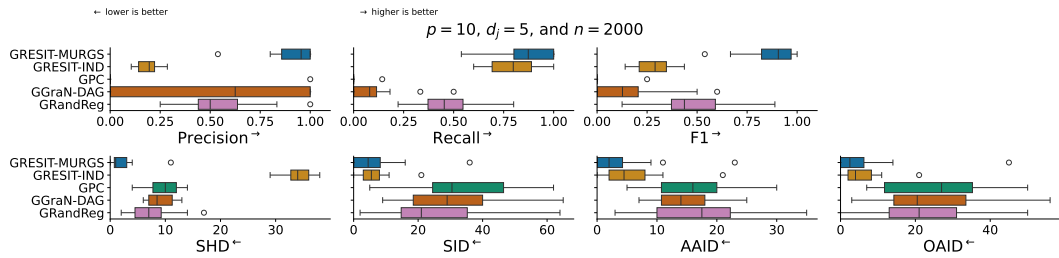 ← lower is better
→ higher is better
p = 10, d_j = 5, and n = 2000
GRESIT-MURGS
GRESIT-IND
GPC
GGraN-DAG
GRandReg
0.00 0.25 0.50 0.75 1.00
0.00 0.25 0.50 0.75 1.00
0.00 0.25 0.50 0.75 1.00
Precision→
Recall→
F1→
GRESIT-MURGS
GRESIT-IND
GPC
GGraN-DAG
GRandReg
0 10 20 30
0 20 40 60
0 10 20 30
0 20 40
SHD←
SID←
AAID←
OAID←